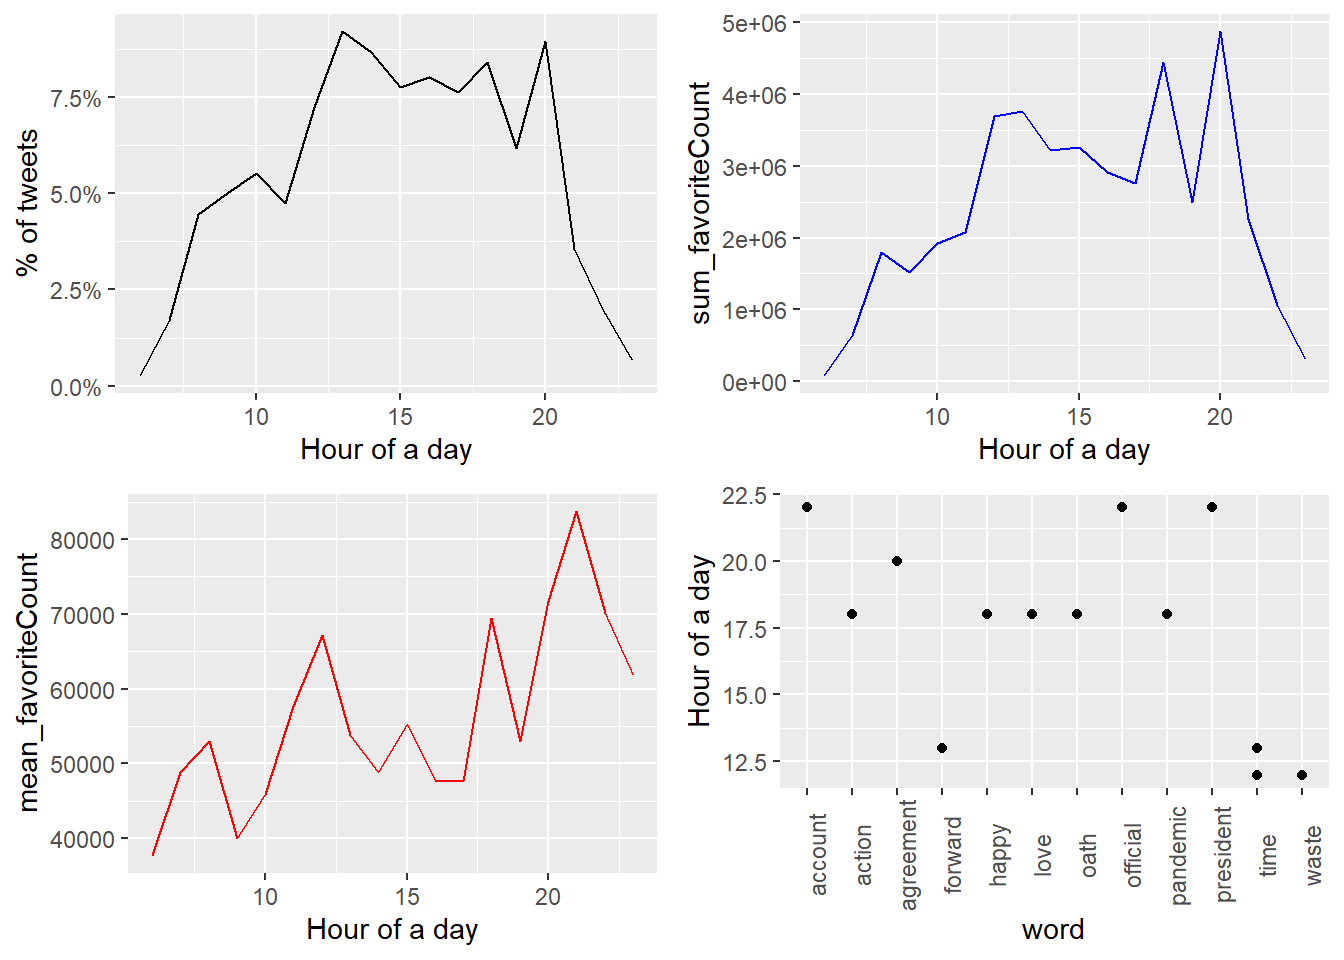 % of tweets
7.5%
5.0%
2.5%
0.0%
10 15 20
Hour of a day
sum_favoriteCount
5e+06
4e+06
3e+06
2e+06
1e+06
0e+00
10 15 20
Hour of a day
mean_favoriteCount
80000
70000
60000
50000
40000
10 15 20
Hour of a day
Hour of a day
22.5
20.0
17.5
15.0
12.5
account
action
agreement
forward
happy
love
oath
official
pandemic
president
time
waste
word